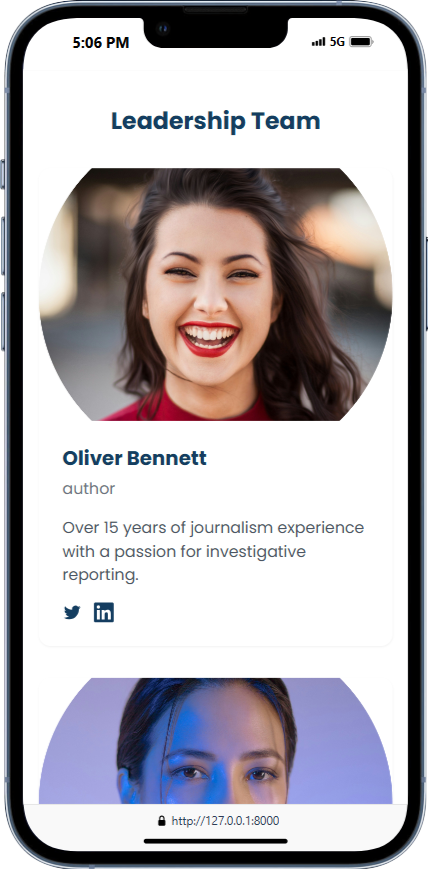 5:06 PM
5G
Leadership Team
Oliver Bennett
author
Over 15 years of journalism experience
with a passion for investigative
reporting.
in
http://127.0.0.1:8000